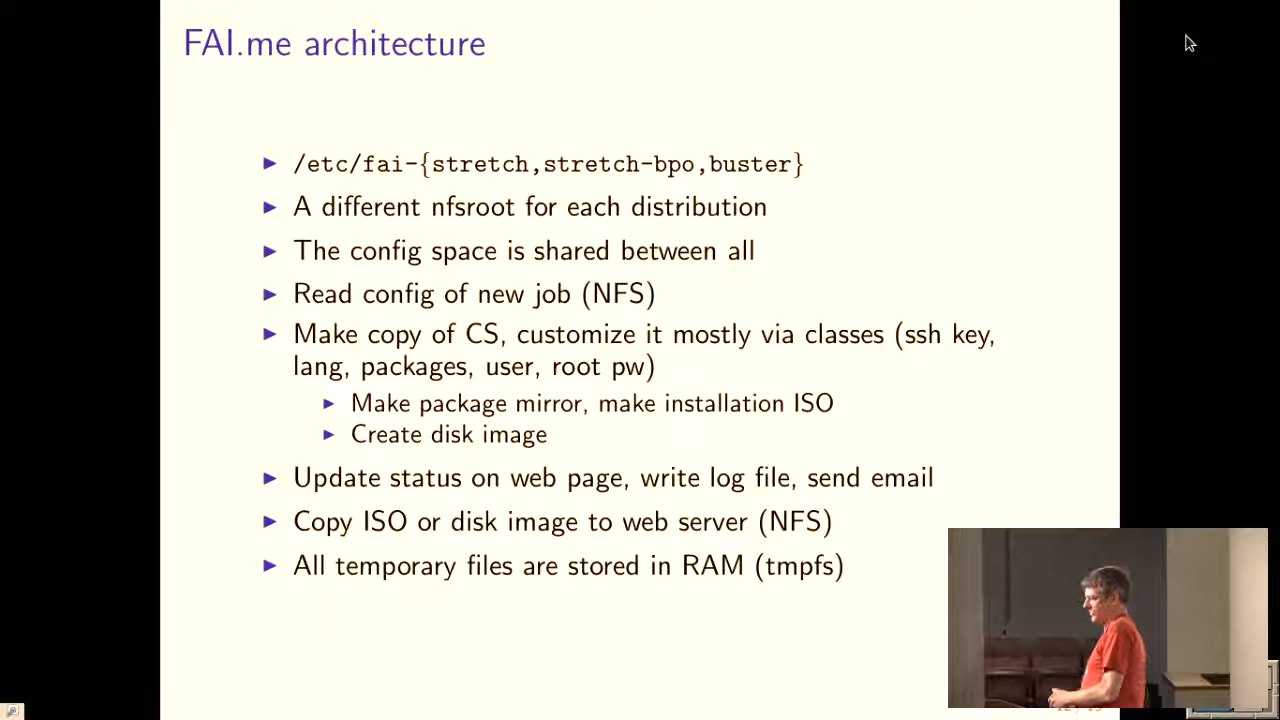 FAI.me architecture
/etc/fai-{stretch,stretch-bpo,buster}
A different nfsroot for each distribution
The config space is shared between all
Read config of new job (NFS)
Make copy of CS, customize it mostly via classes (ssh key,
lang, packages, user, root pw)
Make package mirror, make installation ISO
Create disk image
Update status on web page, write log file, send email
Copy ISO or disk image to web server (NFS)
All temporary files are stored in RAM (tmpfs)